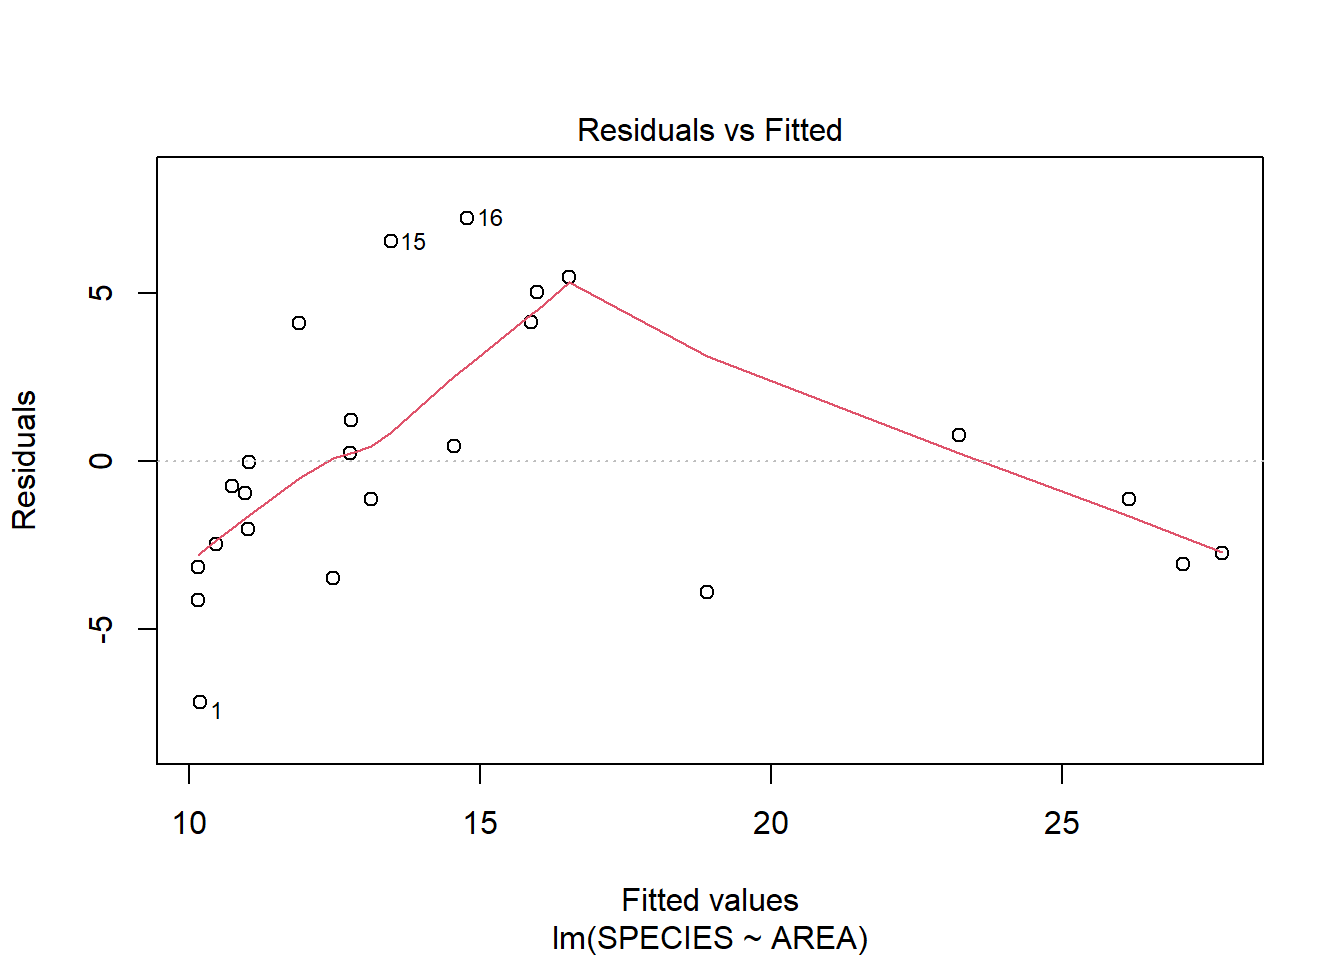 Residuals vs Fitted
16
15
5
0
-5
1
Residuals
10 15 20 25
Fitted values
lm(SPECIES ~ AREA)